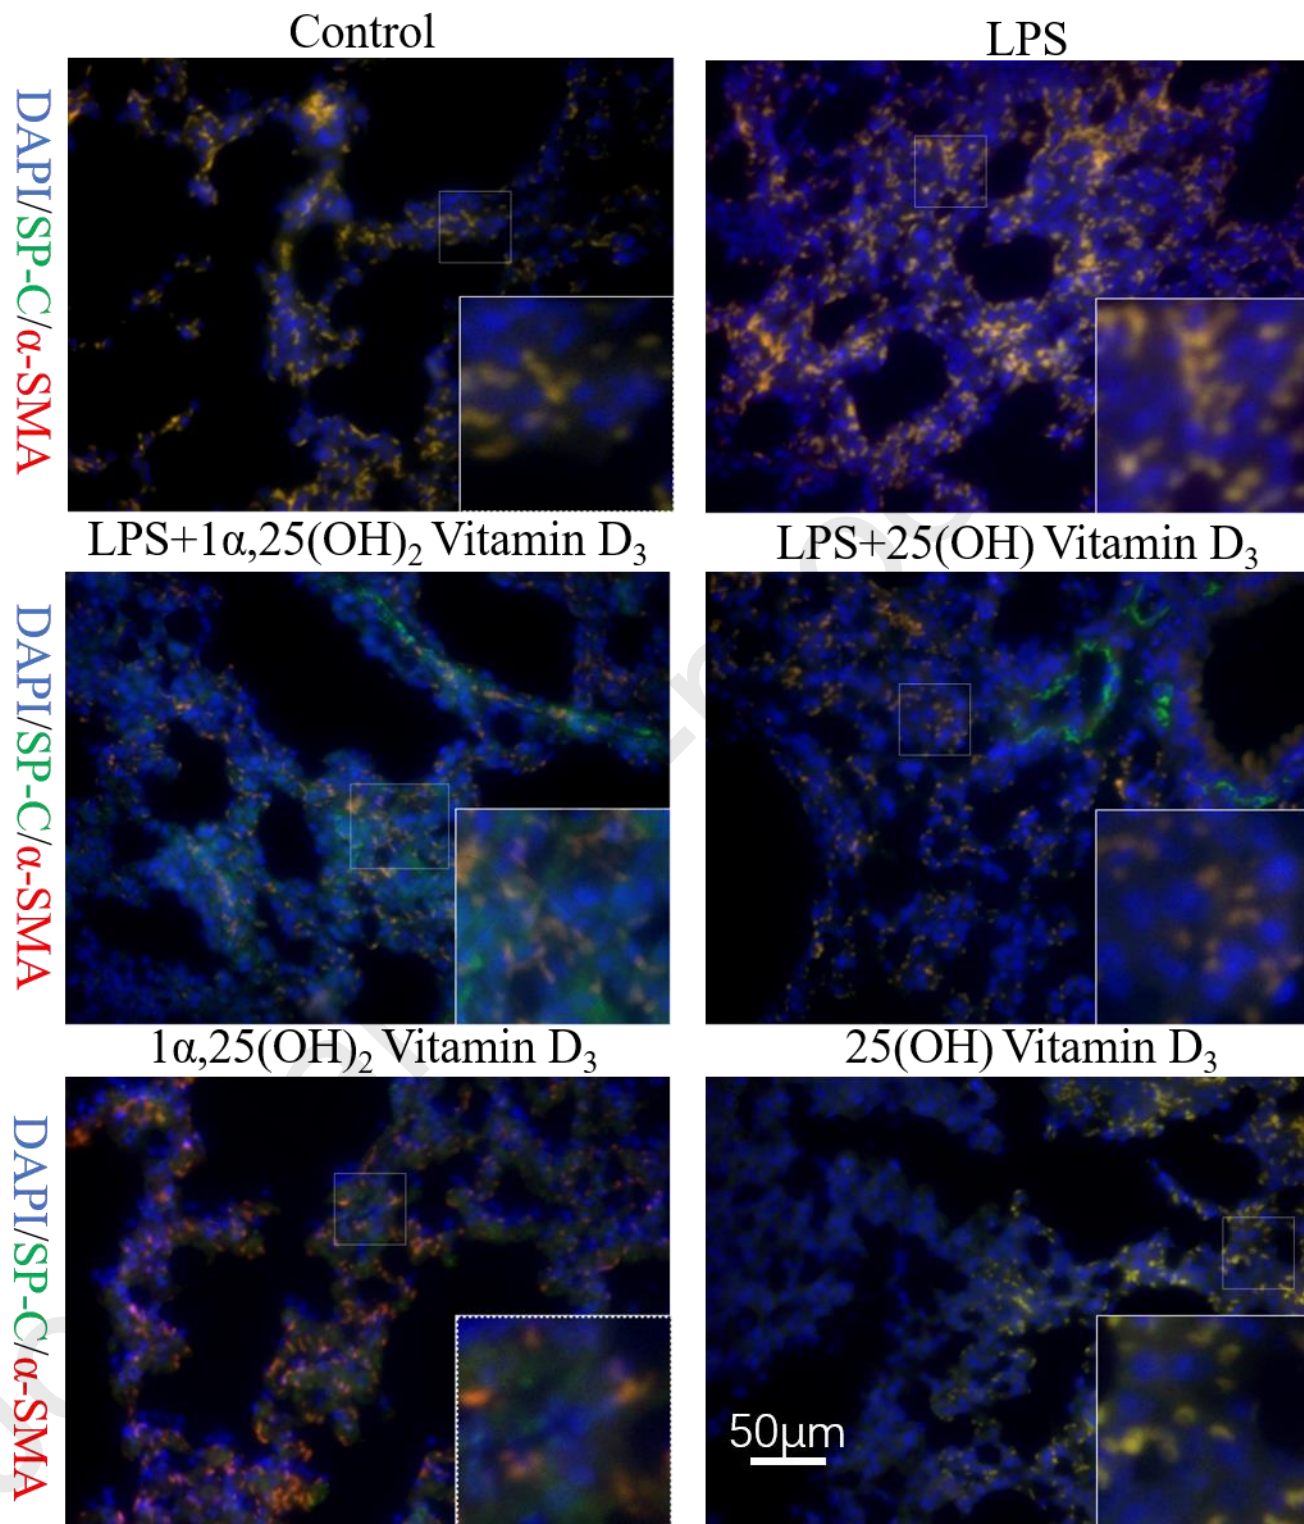 Control
LPS
DAPI/SP-C/α-SMA
LPS+1α,25(OH)₂ Vitamin D₃
LPS+25(OH) Vitamin D₃
DAPI/SP-C/α-SMA
1α,25(OH)₂ Vitamin D₃
25(OH) Vitamin D₃
DAPI/SP-C/α-SMA
50μm